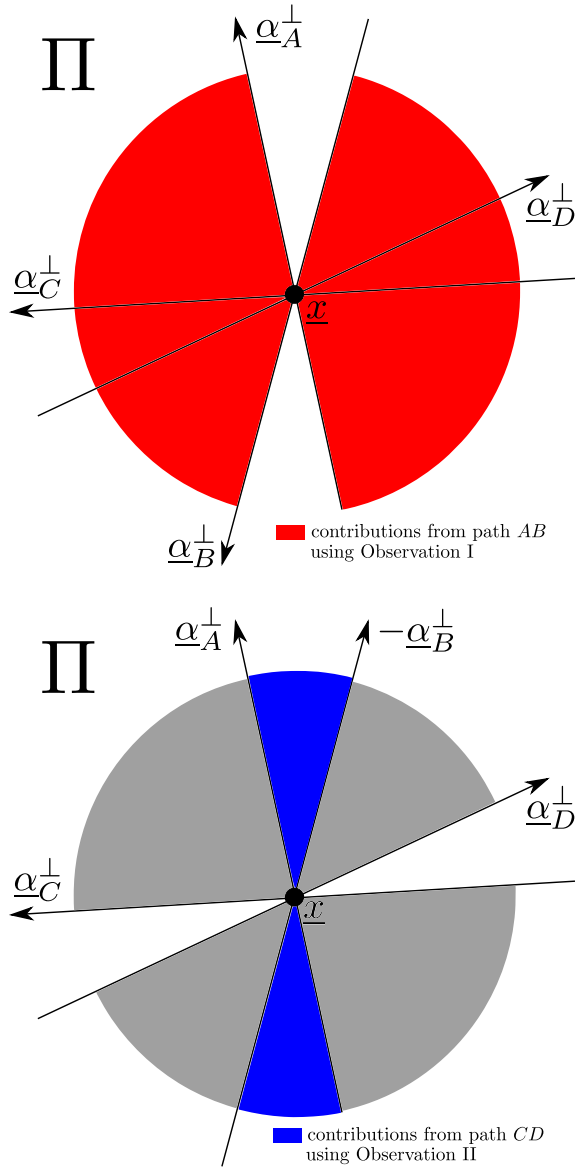 Π
α_A^⊥
α_D^⊥
α_C^⊥
x
contributions from path AB
using Observation I
α_B^⊥
Π
α_A^⊥
−α_B^⊥
α_D^⊥
α_C^⊥
x
contributions from path CD
using Observation II